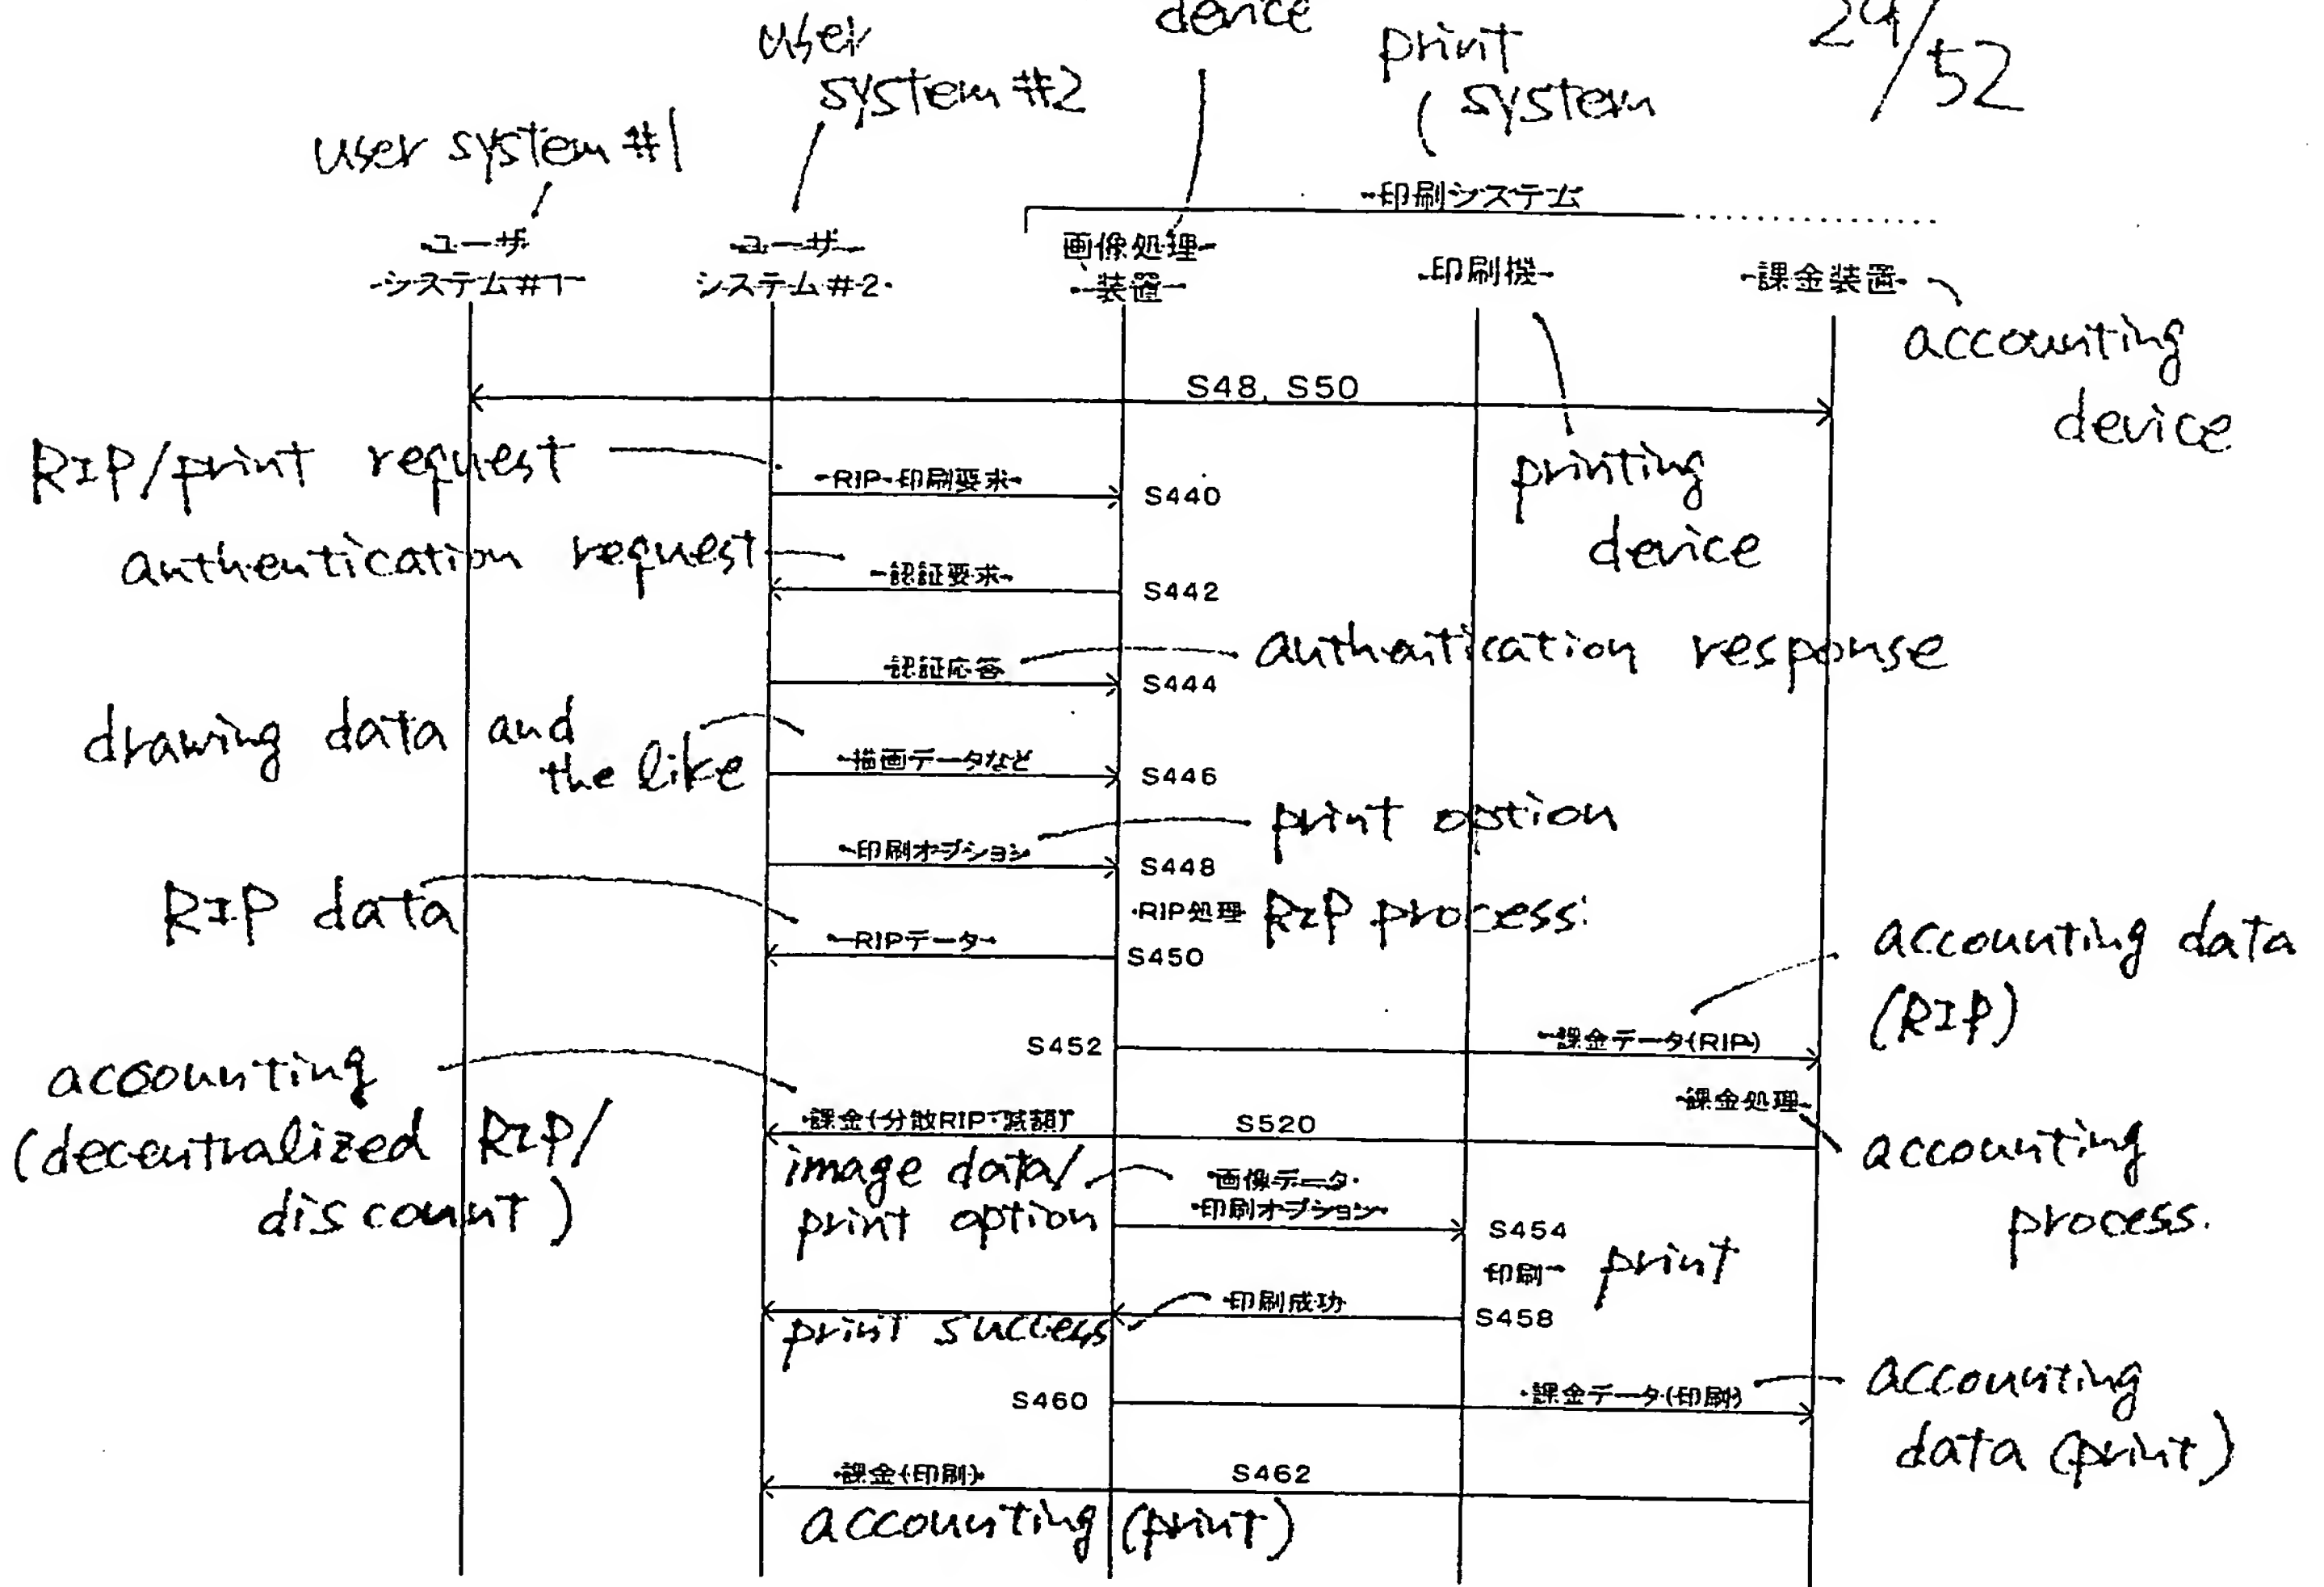 device
29/52
user
system #2
print
system
user system #1
印刷システム
ユーザ
システム#1
ユーザ
システム#2
画像処理
装置
印刷機
課金装置
accounting
device
S48, S50
RIP/print request
RIP・印刷要求
S440
printing
device
authentication request
認証要求
S442
認証応答
authentication response
S444
drawing data and
the like
描画データなど
S446
print option
印刷オプション
S448
RIP data
RIP処理
RIP process
RIPデータ
S450
accounting data
(RIP)
S452
課金データ(RIP)
accounting
(decentralized RIP/
discount)
課金処理
課金(分散RIP・減額)
S520
accounting
process.
image data/
print option
画像データ・
印刷オプション
S454
印刷
print
印刷成功
S458
print success
S460
課金データ(印刷)
accounting
data (print)
課金(印刷)
S462
accounting (print)